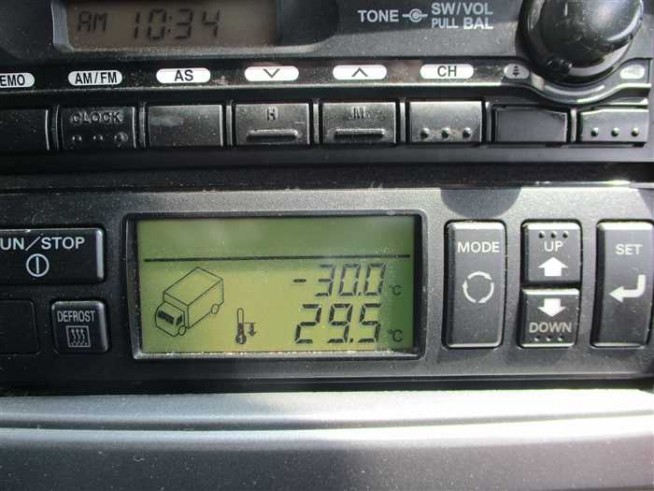 AM 10:34
TONE SW/VOL
PULL BAL
EMO AM/FM AS CH
CLOCK H M
UN/STOP
DEFROST
-30.0 °C
29.5 °C
MODE
UP
DOWN
SET